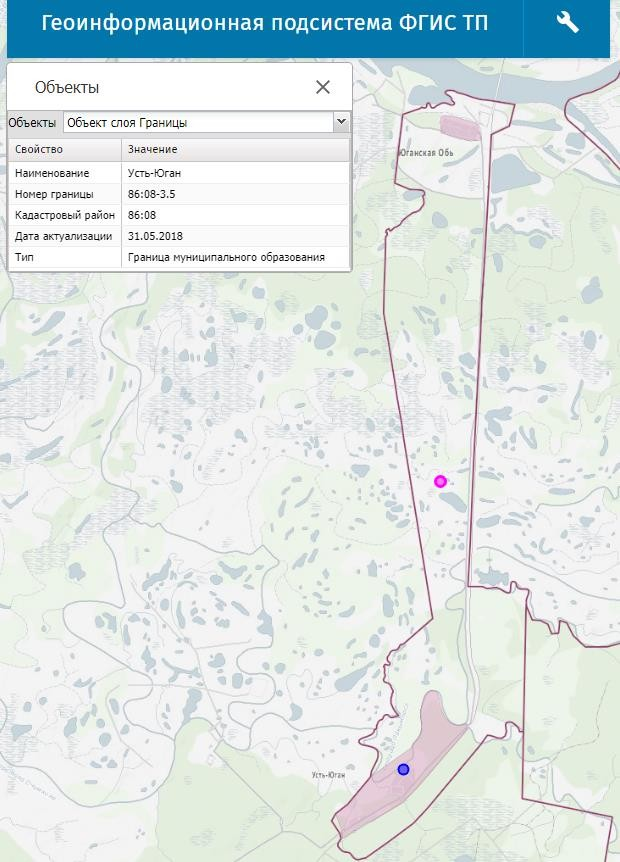 Геоинформационная подсистема ФГИС ТП
Объекты
Объекты Объект слоя Границы
Свойство Значение
Наименование Усть-Юган
Номер границы 86:08-3.5
Кадастровый район 86:08
Дата актуализации 31.05.2018
Тип Граница муниципального образования
Юганская Обь
Усть-Юган